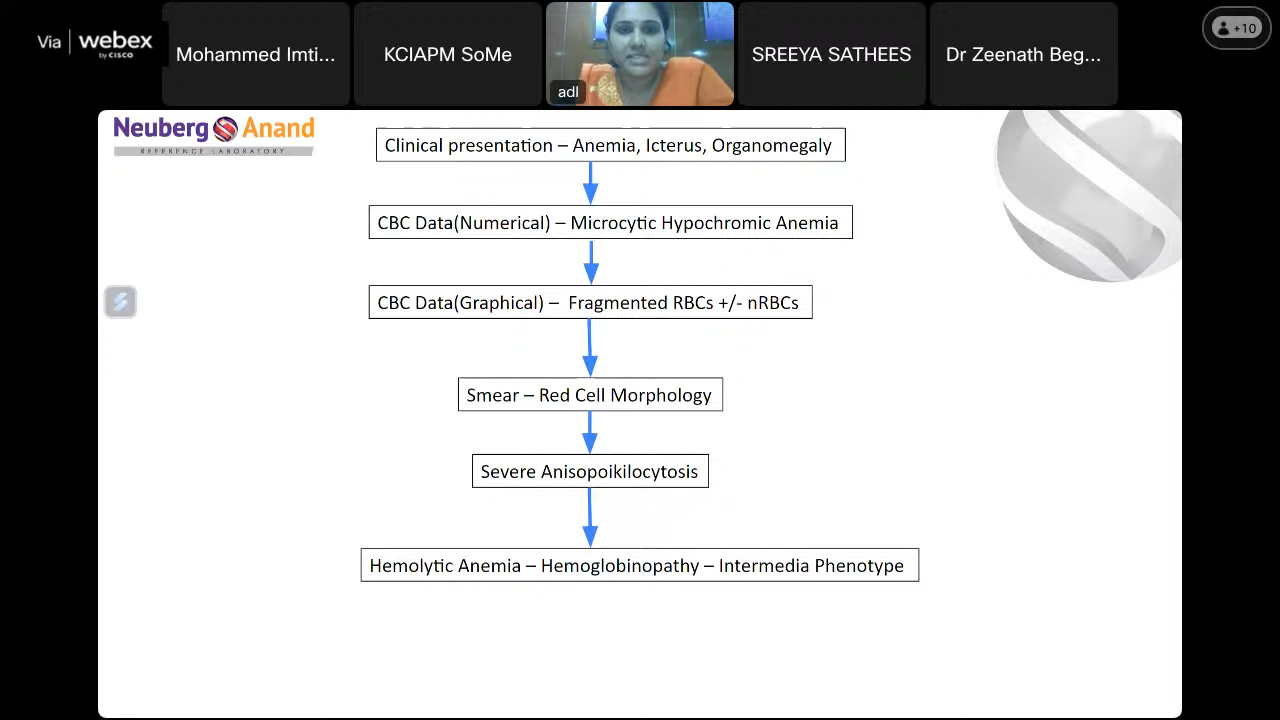 Via webex
by CISCO
Mohammed Imti...
KCIAPM SoMe
adl
SREEYA SATHEES
Dr Zeenath Beg...
+10
Neuberg Anand
REFERENCE LABORATORY
Clinical presentation – Anemia, Icterus, Organomegaly
CBC Data(Numerical) – Microcytic Hypochromic Anemia
CBC Data(Graphical) – Fragmented RBCs +/- nRBCs
Smear – Red Cell Morphology
Severe Anisopoikilocytosis
Hemolytic Anemia – Hemoglobinopathy – Intermedia Phenotype